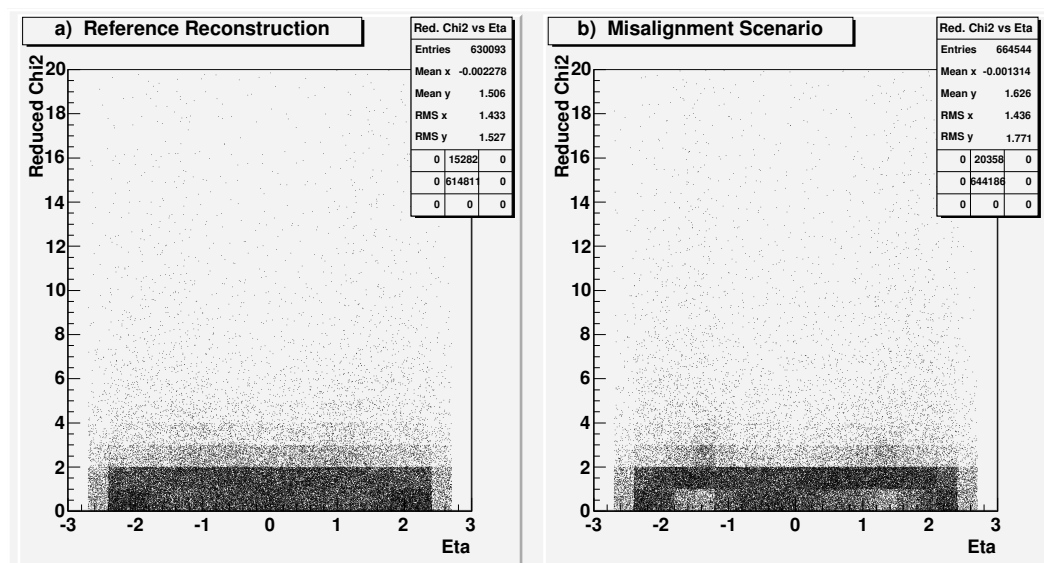 a) Reference Reconstruction
Red. Chi2 vs Eta
Entries 630093
Mean x -0.002278
Mean y 1.506
RMS x 1.433
RMS y 1.527
0 15282 0
0 614811 0
0 0 0
Reduced Chi2
20
18
16
14
12
10
8
6
4
2
0
-3 -2 -1 0 1 2 3
Eta
b) Misalignment Scenario
Red. Chi2 vs Eta
Entries 664544
Mean x -0.001314
Mean y 1.626
RMS x 1.436
RMS y 1.771
0 20358 0
0 644186 0
0 0 0
Reduced Chi2
20
18
16
14
12
10
8
6
4
2
0
-3 -2 -1 0 1 2 3
Eta